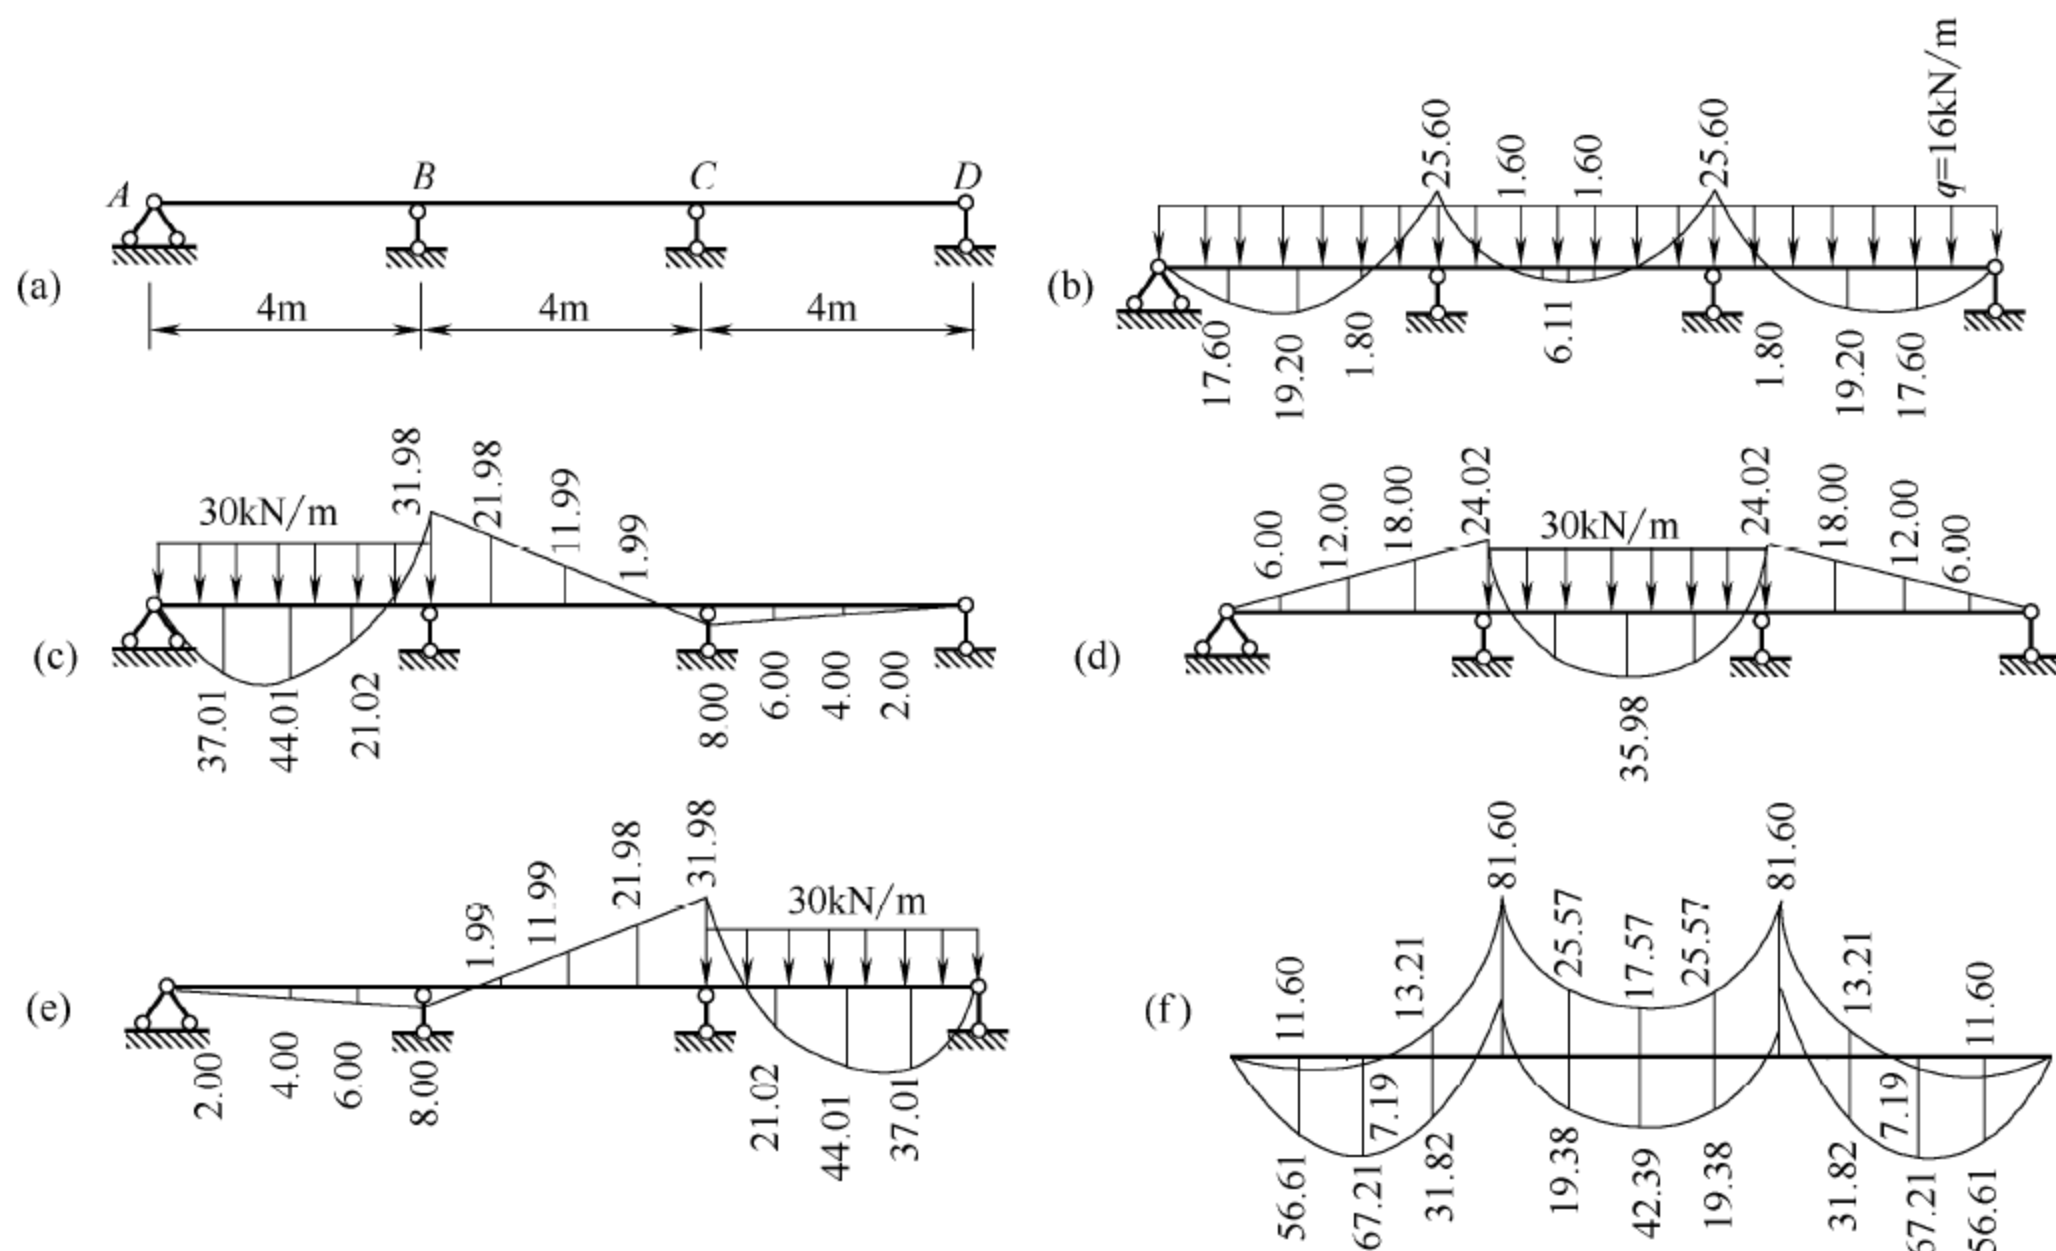 A B C D
(a)
4m 4m 4m
q=16kN/m
25.60 1.60 1.60 25.60
(b)
17.60 19.20 1.80 6.11 1.80 19.20 17.60
30kN/m
31.98 21.98 11.99 1.99
(c)
37.01 44.01 21.02 8.00 6.00 4.00 2.00
6.00 12.00 18.00 24.02 30kN/m 24.02 18.00 12.00 6.00
(d)
35.98
1.99 11.99 21.98 31.98 30kN/m
(e)
2.00 4.00 6.00 8.00 21.02 44.01 37.01
81.60 81.60
11.60 13.21 25.57 17.57 25.57 13.21 11.60
(f)
7.19 7.19
56.61 67.21 31.82 19.38 42.39 19.38 31.82 67.21 56.61